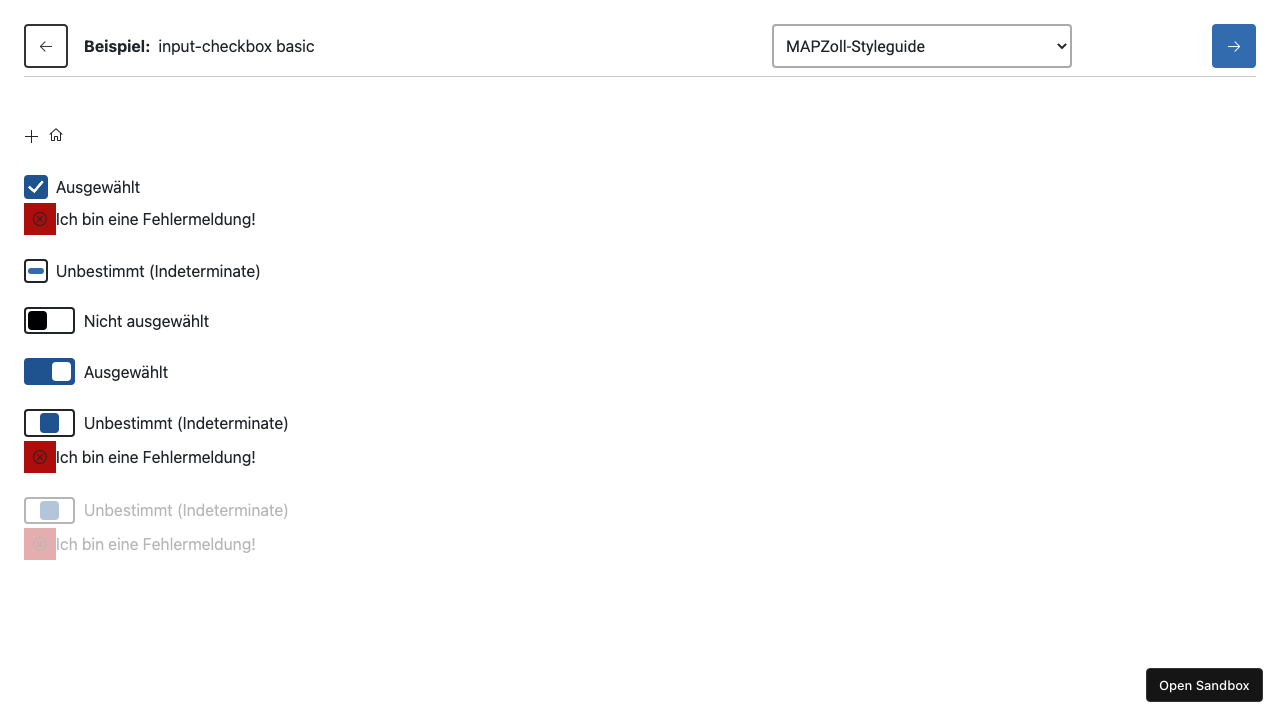 Beispiel: input-checkbox basic
MAPZoll-Styleguide
Ausgewählt
Ich bin eine Fehlermeldung!
Unbestimmt (Indeterminate)
Nicht ausgewählt
Ausgewählt
Unbestimmt (Indeterminate)
Ich bin eine Fehlermeldung!
Unbestimmt (Indeterminate)
Ich bin eine Fehlermeldung!
Open Sandbox